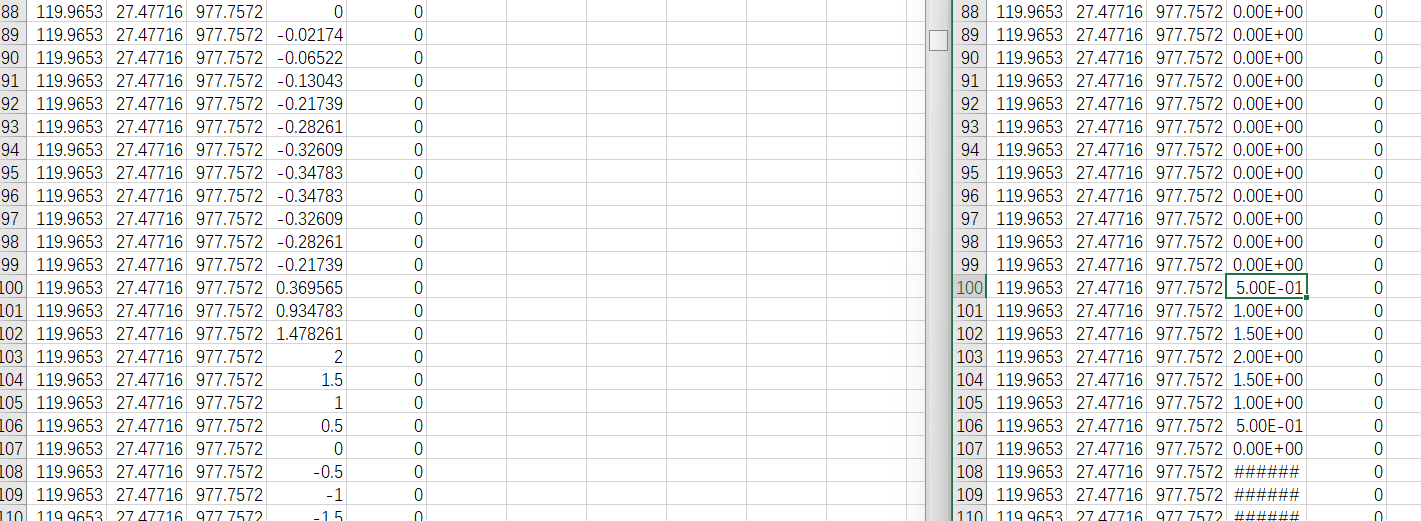 88 119.9653 27.47716 977.7572 0 0 88 119.9653 27.47716 977.7572 0.00E+00 0
89 119.9653 27.47716 977.7572 -0.02174 0 89 119.9653 27.47716 977.7572 0.00E+00 0
90 119.9653 27.47716 977.7572 -0.06522 0 90 119.9653 27.47716 977.7572 0.00E+00 0
91 119.9653 27.47716 977.7572 -0.13043 0 91 119.9653 27.47716 977.7572 0.00E+00 0
92 119.9653 27.47716 977.7572 -0.21739 0 92 119.9653 27.47716 977.7572 0.00E+00 0
93 119.9653 27.47716 977.7572 -0.28261 0 93 119.9653 27.47716 977.7572 0.00E+00 0
94 119.9653 27.47716 977.7572 -0.32609 0 94 119.9653 27.47716 977.7572 0.00E+00 0
95 119.9653 27.47716 977.7572 -0.34783 0 95 119.9653 27.47716 977.7572 0.00E+00 0
96 119.9653 27.47716 977.7572 -0.34783 0 96 119.9653 27.47716 977.7572 0.00E+00 0
97 119.9653 27.47716 977.7572 -0.32609 0 97 119.9653 27.47716 977.7572 0.00E+00 0
98 119.9653 27.47716 977.7572 -0.28261 0 98 119.9653 27.47716 977.7572 0.00E+00 0
99 119.9653 27.47716 977.7572 -0.21739 0 99 119.9653 27.47716 977.7572 0.00E+00 0
100 119.9653 27.47716 977.7572 0.369565 0 100 119.9653 27.47716 977.7572 5.00E-01 0
101 119.9653 27.47716 977.7572 0.934783 0 101 119.9653 27.47716 977.7572 1.00E+00 0
102 119.9653 27.47716 977.7572 1.478261 0 102 119.9653 27.47716 977.7572 1.50E+00 0
103 119.9653 27.47716 977.7572 2 0 103 119.9653 27.47716 977.7572 2.00E+00 0
104 119.9653 27.47716 977.7572 1.5 0 104 119.9653 27.47716 977.7572 1.50E+00 0
105 119.9653 27.47716 977.7572 1 0 105 119.9653 27.47716 977.7572 1.00E+00 0
106 119.9653 27.47716 977.7572 0.5 0 106 119.9653 27.47716 977.7572 5.00E-01 0
107 119.9653 27.47716 977.7572 0 0 107 119.9653 27.47716 977.7572 0.00E+00 0
108 119.9653 27.47716 977.7572 -0.5 0 108 119.9653 27.47716 977.7572 ###### 0
109 119.9653 27.47716 977.7572 -1 0 109 119.9653 27.47716 977.7572 ###### 0
110 119.9653 27.47716 977.7572 -1.5 0 110 119.9653 27.47716 977.7572 ###### 0